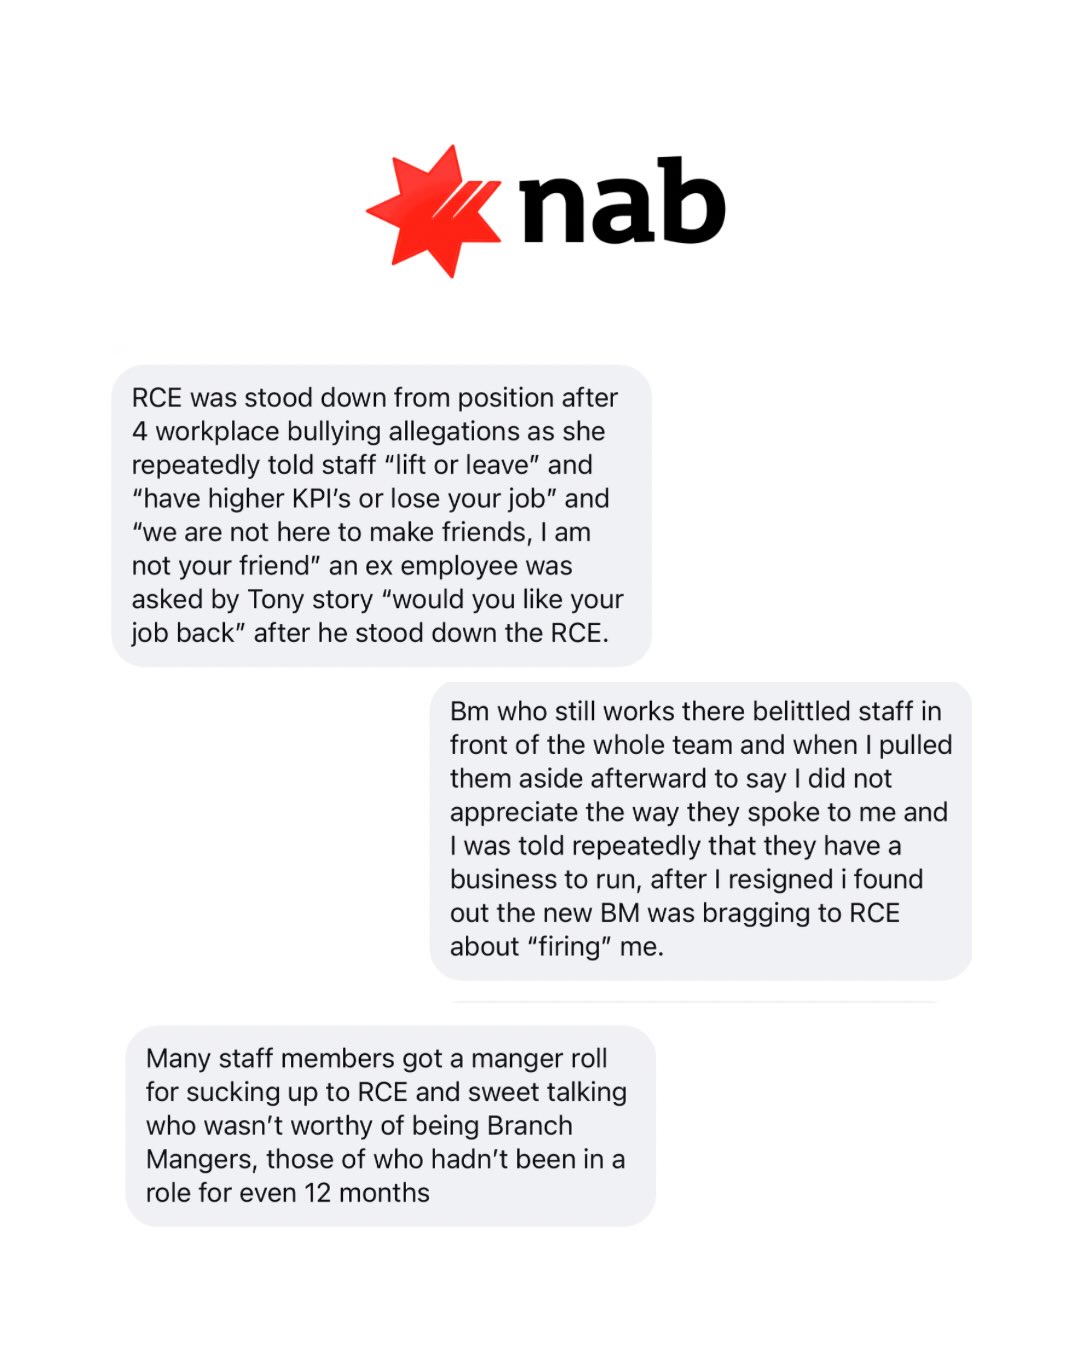 nab
RCE was stood down from position after
4 workplace bullying allegations as she
repeatedly told staff “lift or leave” and
“have higher KPI’s or lose your job” and
“we are not here to make friends, I am
not your friend” an ex employee was
asked by Tony story “would you like your
job back” after he stood down the RCE.
Bm who still works there belittled staff in
front of the whole team and when I pulled
them aside afterward to say I did not
appreciate the way they spoke to me and
I was told repeatedly that they have a
business to run, after I resigned i found
out the new BM was bragging to RCE
about “firing” me.
Many staff members got a manger roll
for sucking up to RCE and sweet talking
who wasn’t worthy of being Branch
Mangers, those of who hadn’t been in a
role for even 12 months